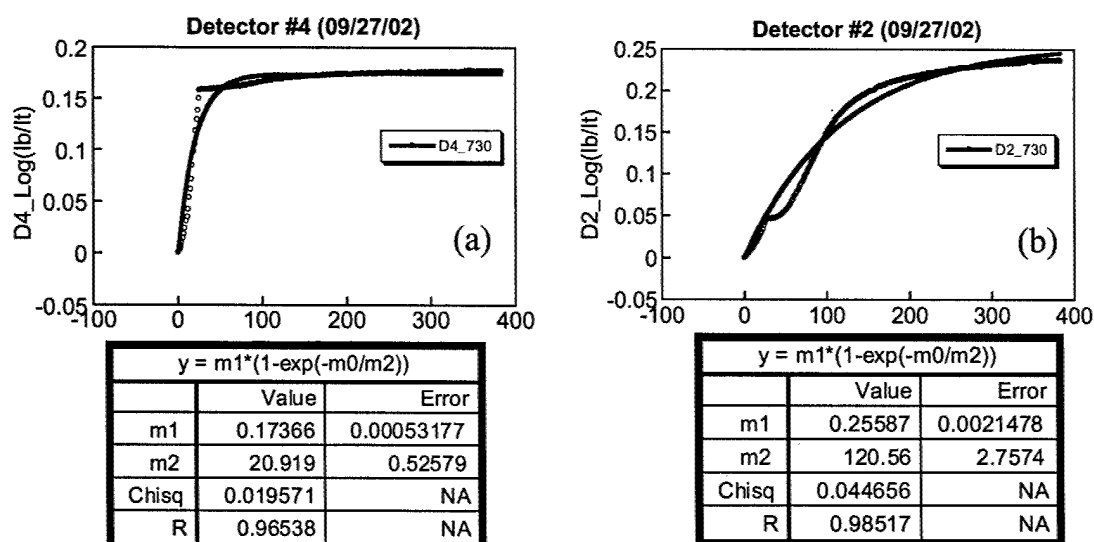 Detector #4 (09/27/02)
0.2
0.15
0.1
0.05
0
-0.05
D4_Log(Ib/It)
D4_730
(a)
-100 0 100 200 300 400
y = m1*(1-exp(-m0/m2))
Value Error
m1 0.17366 0.00053177
m2 20.919 0.52579
Chisq 0.019571 NA
R 0.96538 NA
Detector #2 (09/27/02)
0.25
0.2
0.15
0.1
0.05
0
-0.05
D2_Log(Ib/It)
D2_730
(b)
-100 0 100 200 300 400
y = m1*(1-exp(-m0/m2))
Value Error
m1 0.25587 0.0021478
m2 120.56 2.7574
Chisq 0.044656 NA
R 0.98517 NA